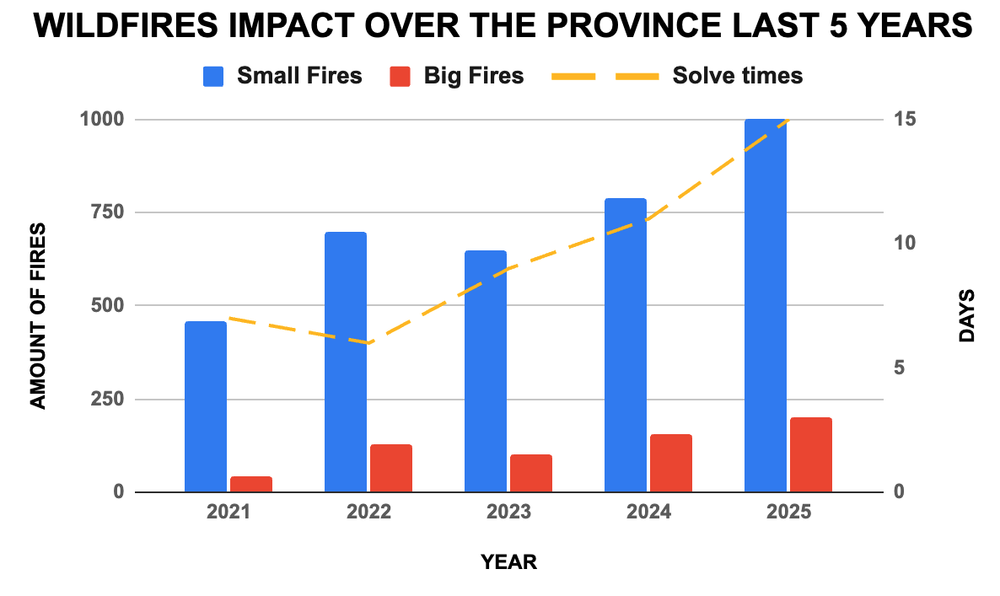 WILDFIRES IMPACT OVER THE PROVINCE LAST 5 YEARS
Small Fires Big Fires Solve times
1000 15
750
10
500
5
250
0 0
AMOUNT OF FIRES
DAYS
2021 2022 2023 2024 2025
YEAR